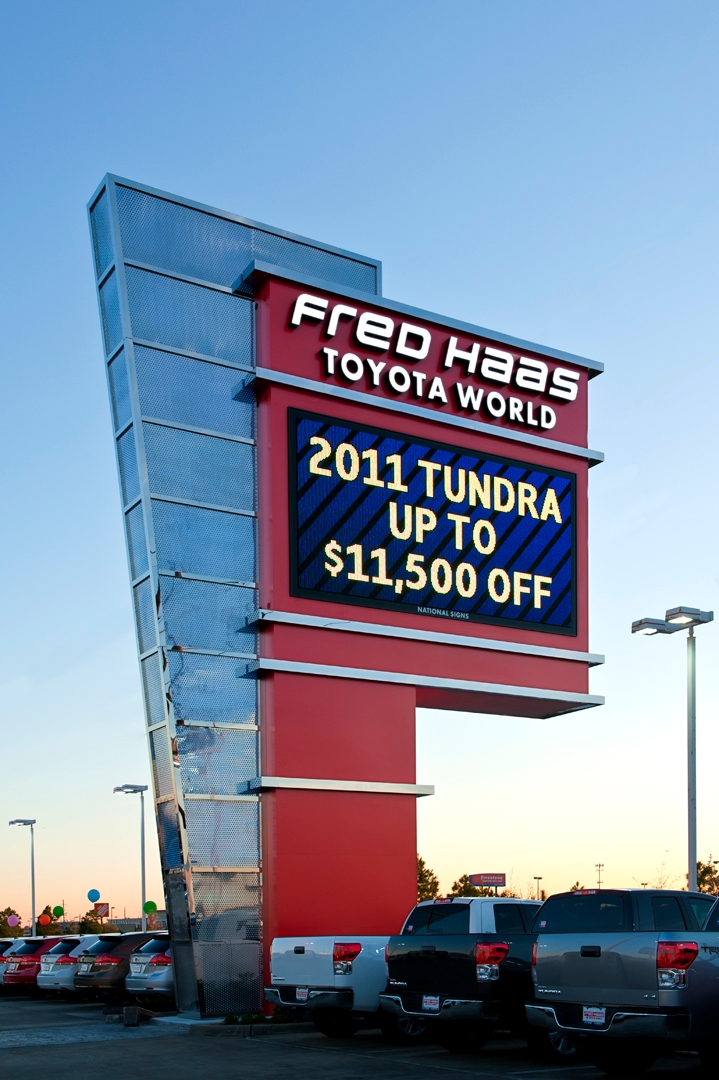 Fred Haas
TOYOTA WORLD
2011 TUNDRA
UP TO
$11,500 OFF
NATIONAL SIGNS